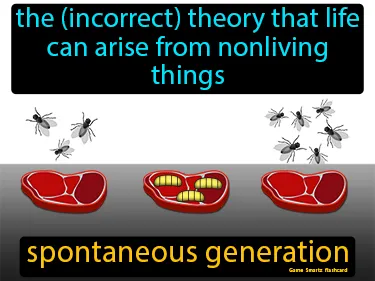 the (incorrect) theory that life
can arise from nonliving
things
spontaneous generation
Game Smartz flashcard